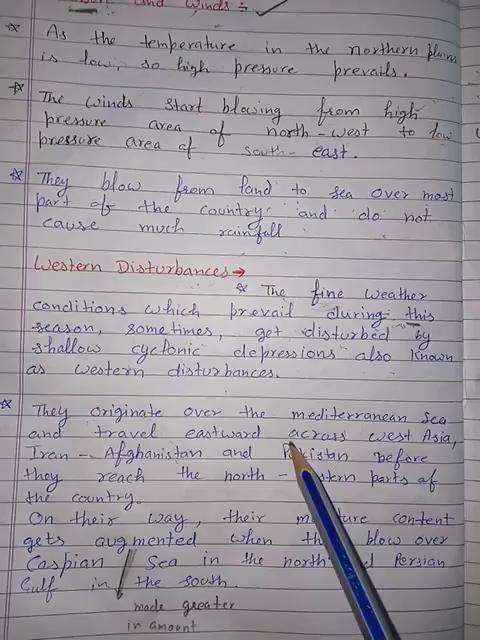 and Winds :-
* As the temperature in the northern plains
is low, so high pressure prevails.
* The winds start blowing from high
pressure area of north-west to low
pressure area of south-east.
* They blow from land to sea over most
part of the country and do not
cause much rainfall
Western Disturbances →
* The fine weather
conditions which prevail during this
season, sometimes, get disturbed by
shallow cyclonic depressions also known
as western disturbances.
* They originate over the mediterranean sea
and travel eastward across west Asia,
Iran - Afghanistan and Pakistan before
they reach the north - western parts of
the country.
On their way, their moisture content
gets augmented when they blow over
Caspian Sea in the north and Persian
Gulf in the south.
made greater
in amount